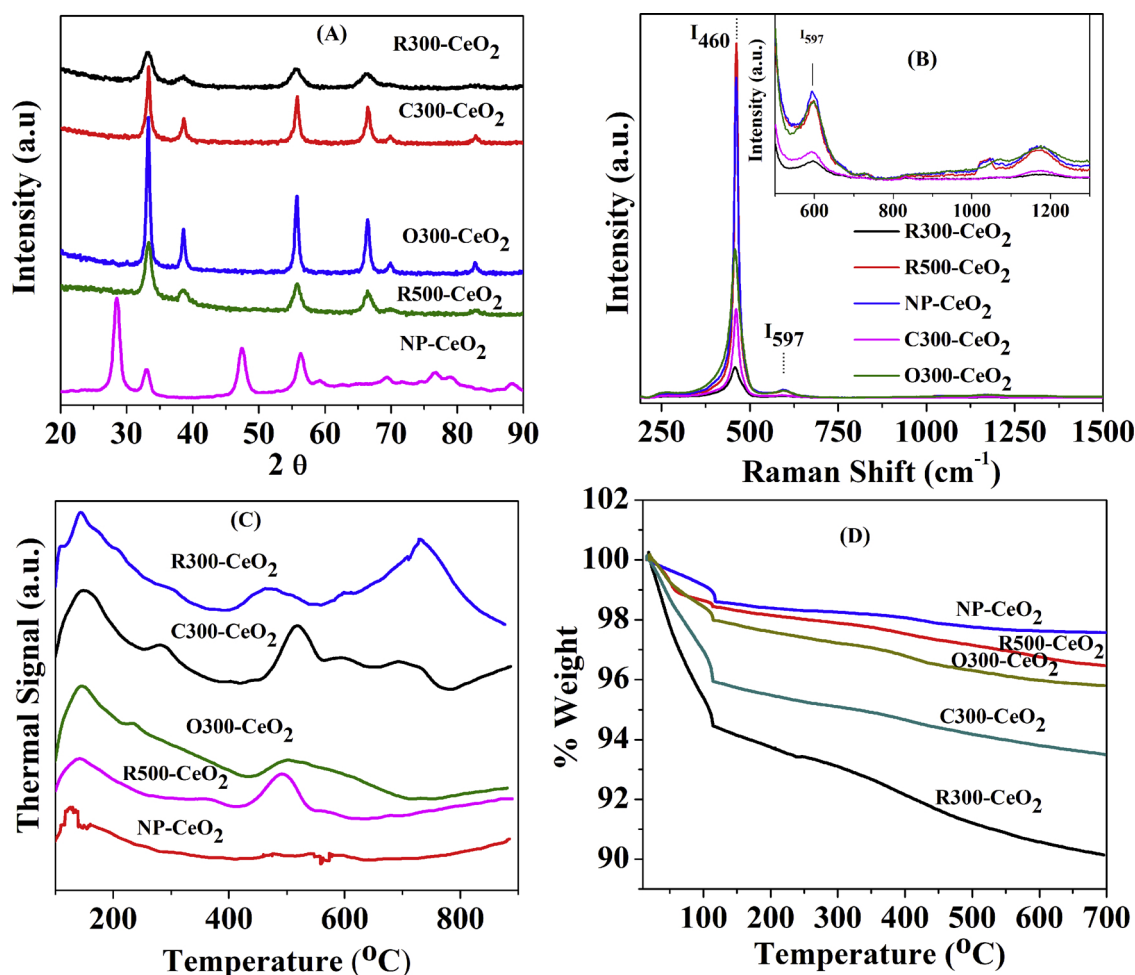 (A)
R300-CeO2
C300-CeO2
O300-CeO2
R500-CeO2
NP-CeO2
Intensity (a.u)
20 30 40 50 60 70 80 90
2 θ
I460
I597
(B)
Intensity (a.u.)
600 800 1000 1200
R300-CeO2
R500-CeO2
NP-CeO2
C300-CeO2
O300-CeO2
I597
Intensity (a.u.)
250 500 750 1000 1250 1500
Raman Shift (cm-1)
(C)
R300-CeO2
C300-CeO2
O300-CeO2
R500-CeO2
NP-CeO2
Thermal Signal (a.u.)
200 400 600 800
Temperature (OC)
102
100
98
96
94
92
90
(D)
NP-CeO2
R500-CeO2
O300-CeO2
C300-CeO2
R300-CeO2
% Weight
100 200 300 400 500 600 700
Temperature (OC)